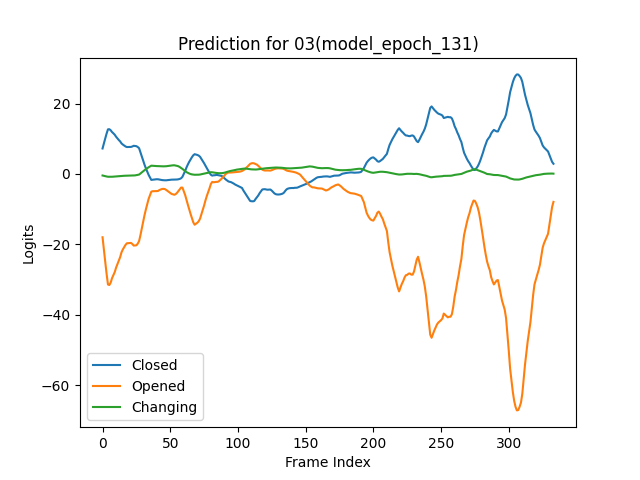 Prediction for 03(model_epoch_131)
Logits
20
0
−20
−40
−60
Closed
Opened
Changing
0 50 100 150 200 250 300
Frame Index